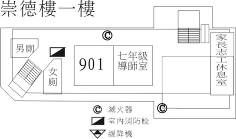 崇德樓一樓
男廁
女廁
901
七年級
導師室
家長志工休息室
滅火器
室內消防栓
緩降機